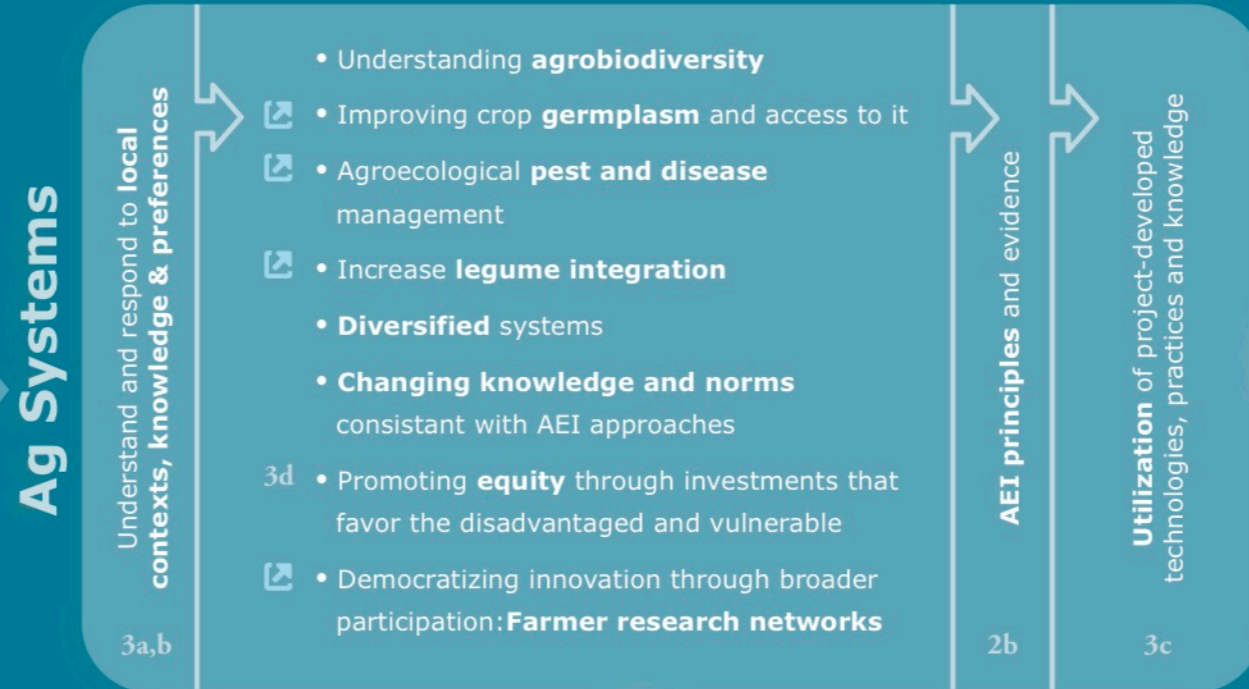 Ag Systems
Understand and respond to local
contexts, knowledge & preferences
3a,b
• Understanding agrobiodiversity
• Improving crop germplasm and access to it
• Agroecological pest and disease
management
• Increase legume integration
• Diversified systems
• Changing knowledge and norms
consistant with AEI approaches
3d • Promoting equity through investments that
favor the disadvantaged and vulnerable
• Democratizing innovation through broader
participation:Farmer research networks
AEI principles and evidence
2b
Utilization of project-developed
technologies, practices and knowledge
3c